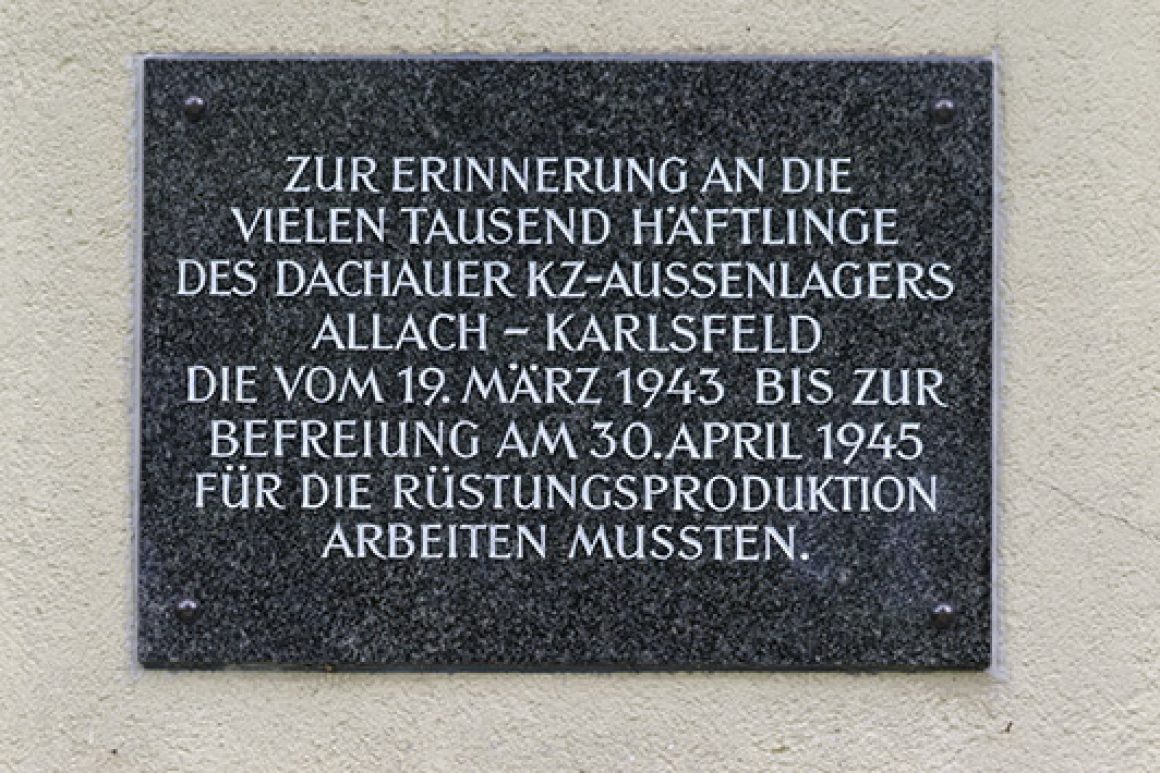 ZUR ERINNERUNG AN DIE
VIELEN TAUSEND HÄFTLINGE
DES DACHAUER KZ-AUSSENLAGERS
ALLACH – KARLSFELD
DIE VOM 19. MÄRZ 1943 BIS ZUR
BEFREIUNG AM 30. APRIL 1945
FÜR DIE RÜSTUNGSPRODUKTION
ARBEITEN MUSSTEN.